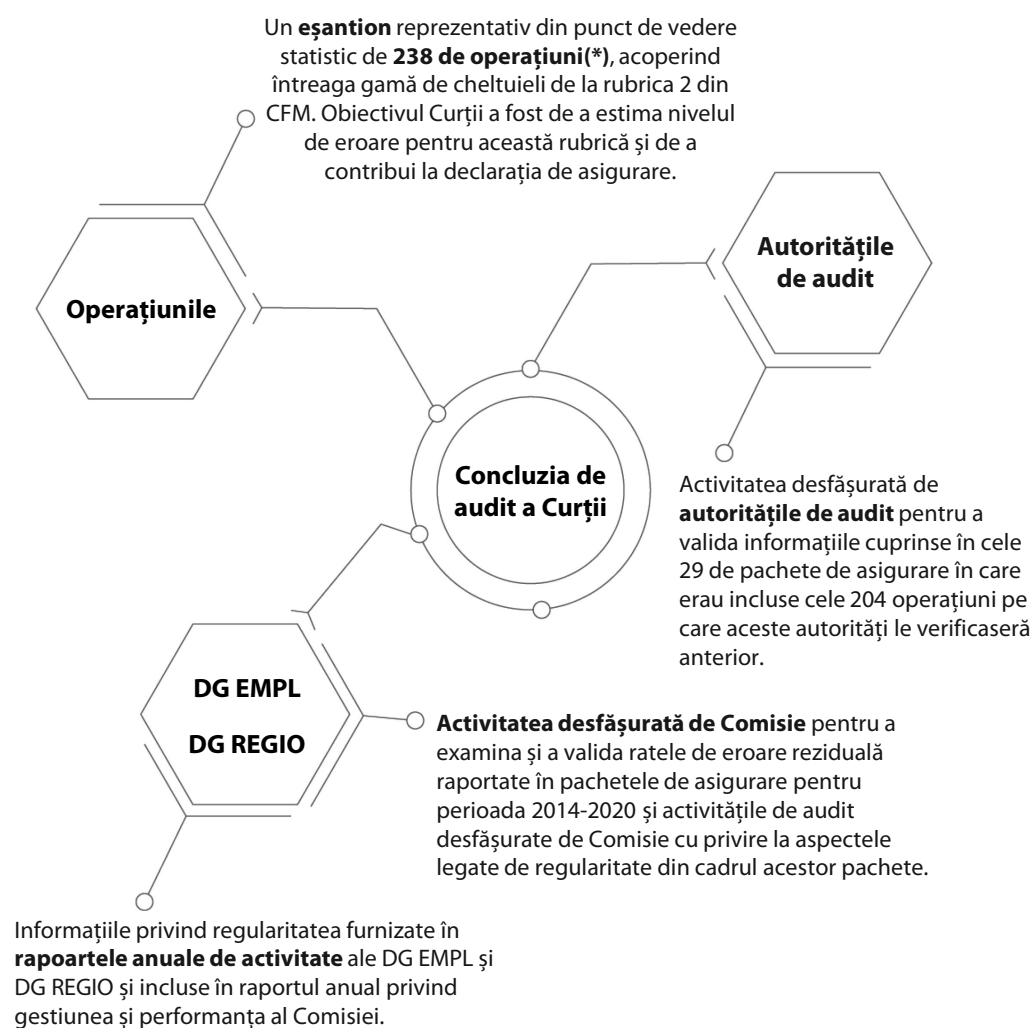 Un eșantion reprezentativ din punct de vedere
statistic de 238 de operațiuni(*), acoperind
întreaga gamă de cheltuieli de la rubrica 2 din
CFM. Obiectivul Curții a fost de a estima nivelul
de eroare pentru această rubrică și de a
contribui la declarația de asigurare.
Operațiunile
Autoritățile
de audit
Concluzia de
audit a Curții
Activitatea desfășurată de
autoritățile de audit pentru a
valida informațiile cuprinse în cele
29 de pachete de asigurare în care
erau incluse cele 204 operațiuni pe
care aceste autorități le verificaseră
anterior.
DG EMPL
DG REGIO
Activitatea desfășurată de Comisie pentru a
examina și a valida ratele de eroare reziduală
raportate în pachetele de asigurare pentru
perioada 2014-2020 și activitățile de audit
desfășurate de Comisie cu privire la aspectele
legate de regularitate din cadrul acestor pachete.
Informațiile privind regularitatea furnizate în
rapoartele anuale de activitate ale DG EMPL și
DG REGIO și incluse în raportul anual privind
gestiunea și performanța al Comisiei.